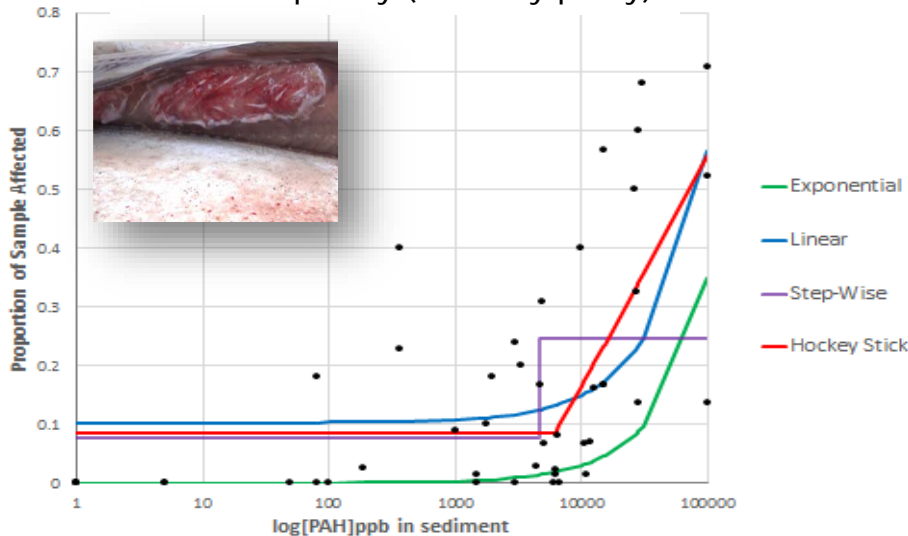 0.8
0.7
0.6
0.5
0.4
0.3
0.2
0.1
0
Proportion of Sample Affected
1
10
100
1000
10000
100000
log[PAH]ppb in sediment
Exponential
Linear
Step-Wise
Hockey Stick